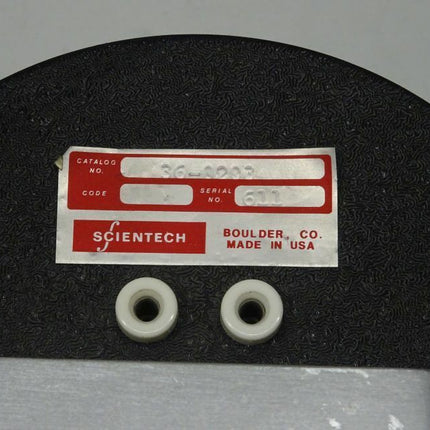 CATALOG NO. 36-0203
CODE SERIAL NO. 611
SCIENTECH BOULDER, CO.
MADE IN USA